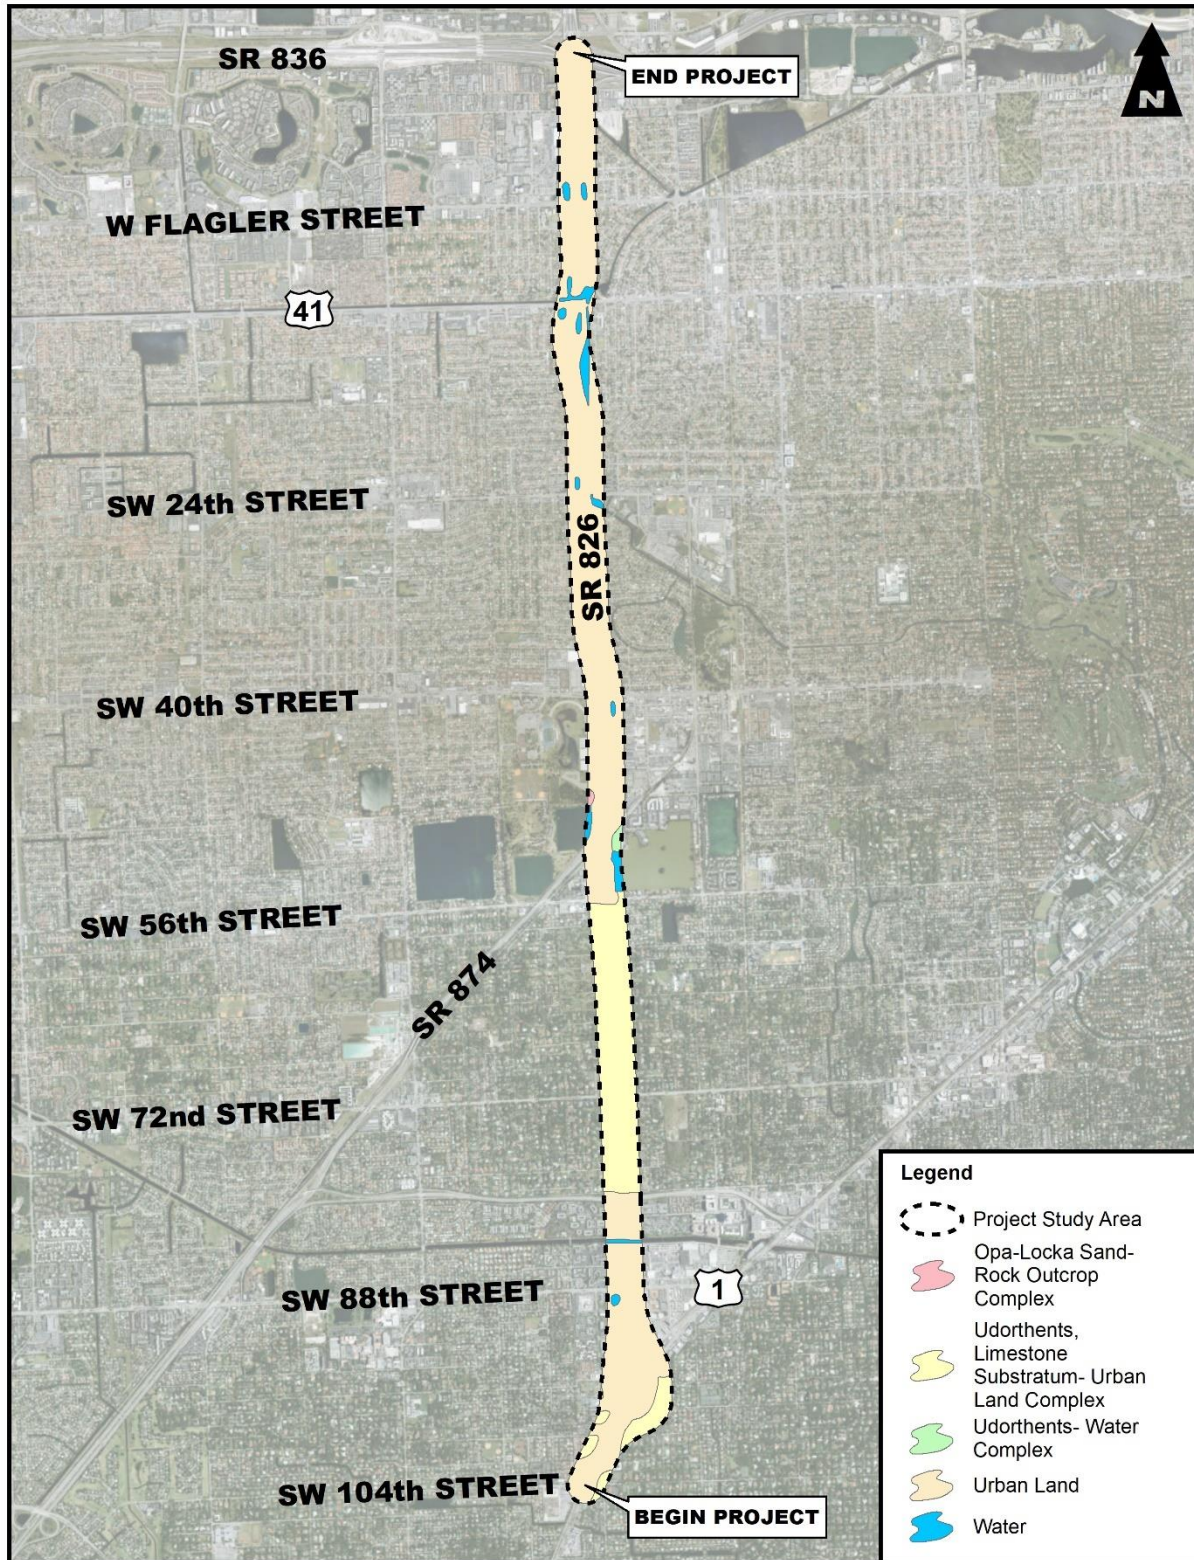 SR 836
END PROJECT
N
W FLAGLER STREET
41
SW 24th STREET
SR 826
SW 40th STREET
SW 56th STREET
SR 874
SW 72nd STREET
SW 88th STREET
1
SW 104th STREET
BEGIN PROJECT
Legend
Project Study Area
Opa-Locka Sand-
Rock Outcrop
Complex
Udorthents,
Limestone
Substratum- Urban
Land Complex
Udorthents- Water
Complex
Urban Land
Water